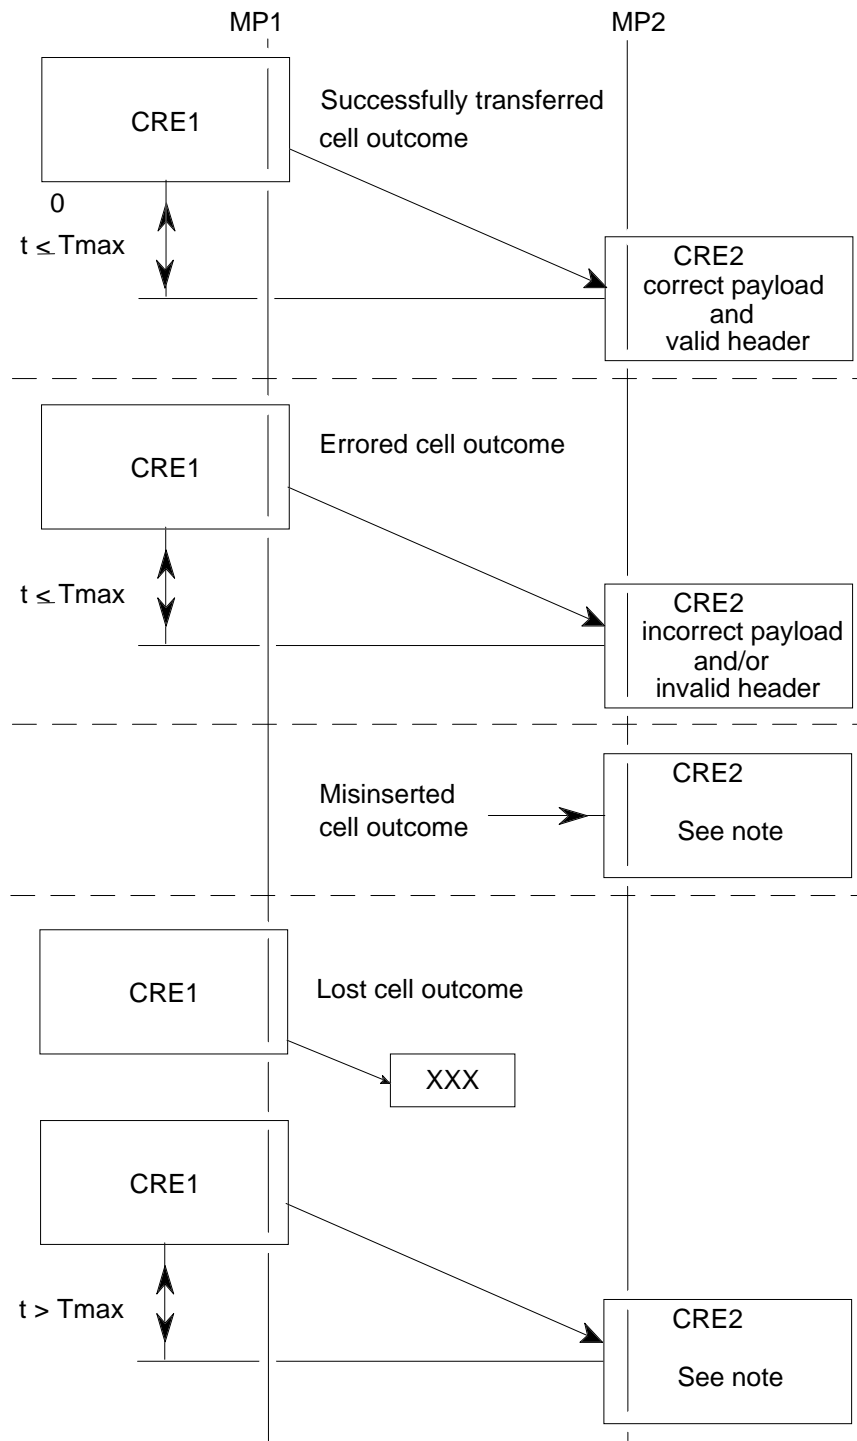 MP1
MP2
CRE1
Successfully transferred
cell outcome
0
t ≤ Tmax
CRE2
correct payload
and
valid header
CRE1
Errored cell outcome
t ≤ Tmax
CRE2
incorrect payload
and/or
invalid header
Misinserted
cell outcome
CRE2
See note
CRE1
Lost cell outcome
XXX
CRE1
t > Tmax
CRE2
See note